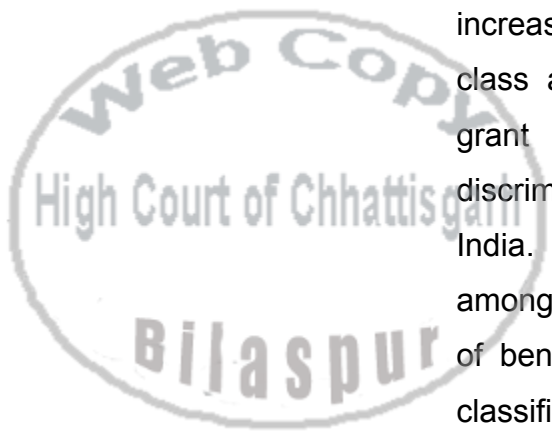 increas
class a
grant
discrim
India.
among
of ben
classifi
Web Copy
High Court of Chhattisgarh
Bilaspur